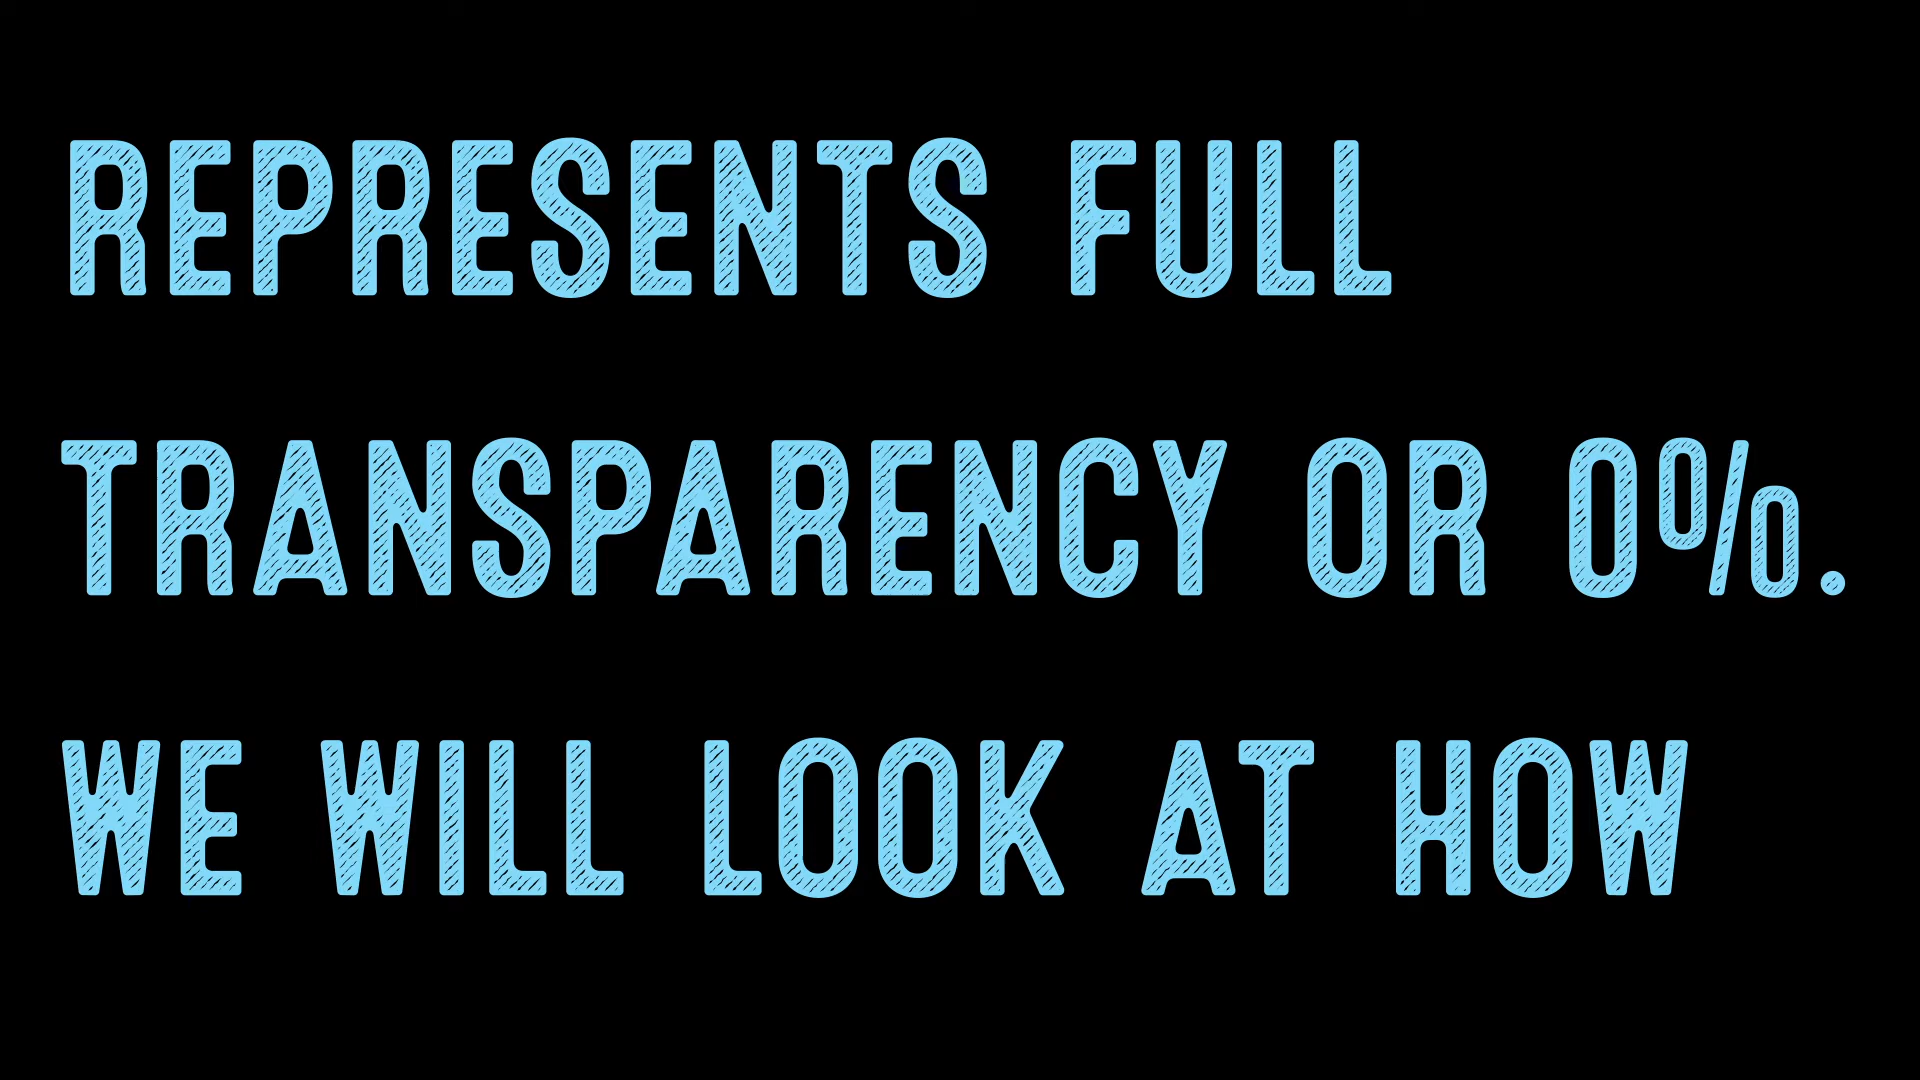 REPRESENTS FULL
TRANSPARENCY OR 0%.
WE WILL LOOK AT HOW